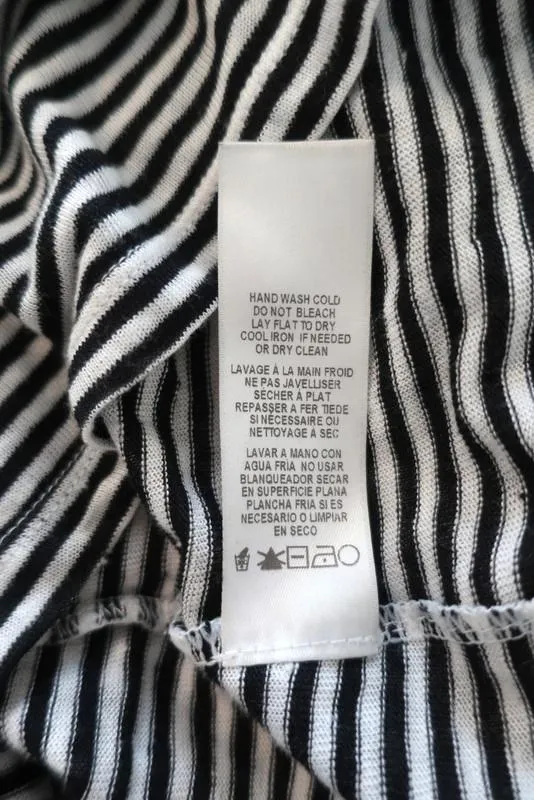 HAND WASH COLD
DO NOT BLEACH
LAY FLAT TO DRY
COOL IRON IF NEEDED
OR DRY CLEAN
LAVAGE À LA MAIN FROID
NE PAS JAVELLISER
SECHER A PLAT
REPASSER A FER TIEDE
SI NECESSAIRE OU
NETTOYAGE A SEC
LAVAR A MANO CON
AGUA FRIA NO USAR
BLANQUEADOR SECAR
EN SUPERFICIE PLANA
PLANCHA FRIA SI ES
NECESARIO O LIMPIAR
EN SECO